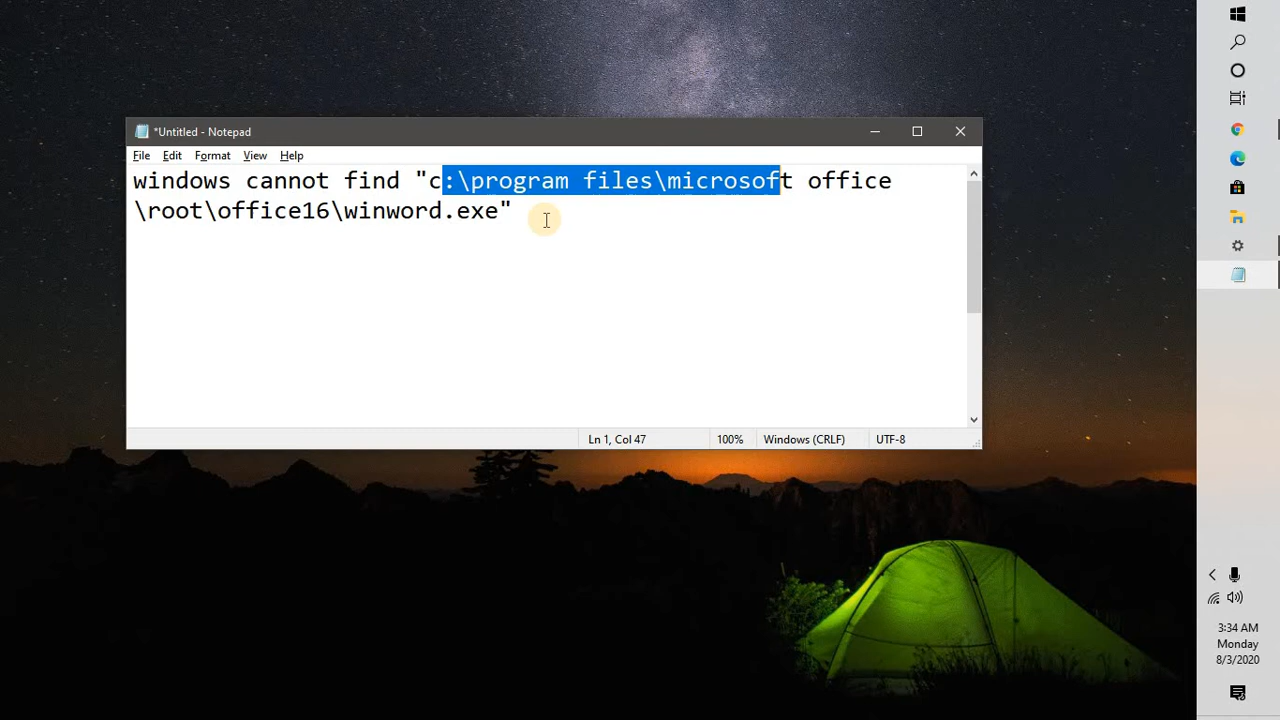 *Untitled - Notepad
File Edit Format View Help
windows cannot find "c:\program files\microsoft office
\root\office16\winword.exe"
Ln 1, Col 47 100% Windows (CRLF) UTF-8
3:34 AM
Monday
8/3/2020